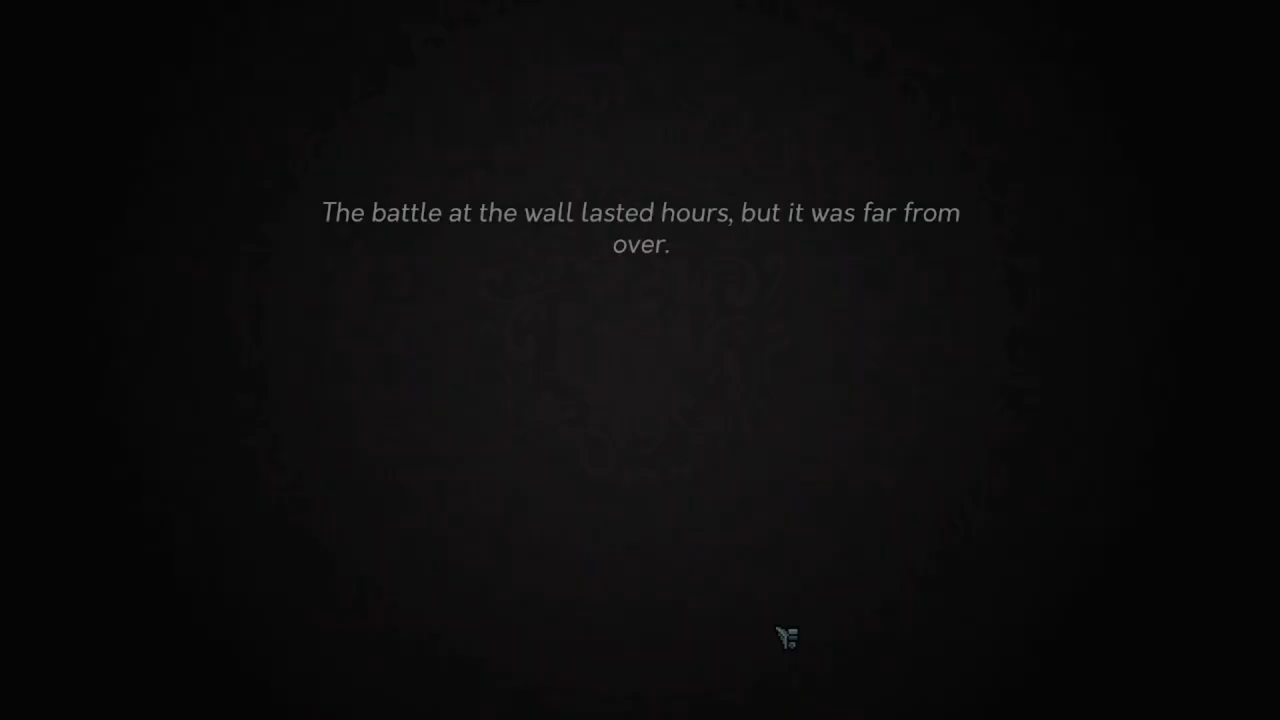 The battle at the wall lasted hours, but it was far from
over.